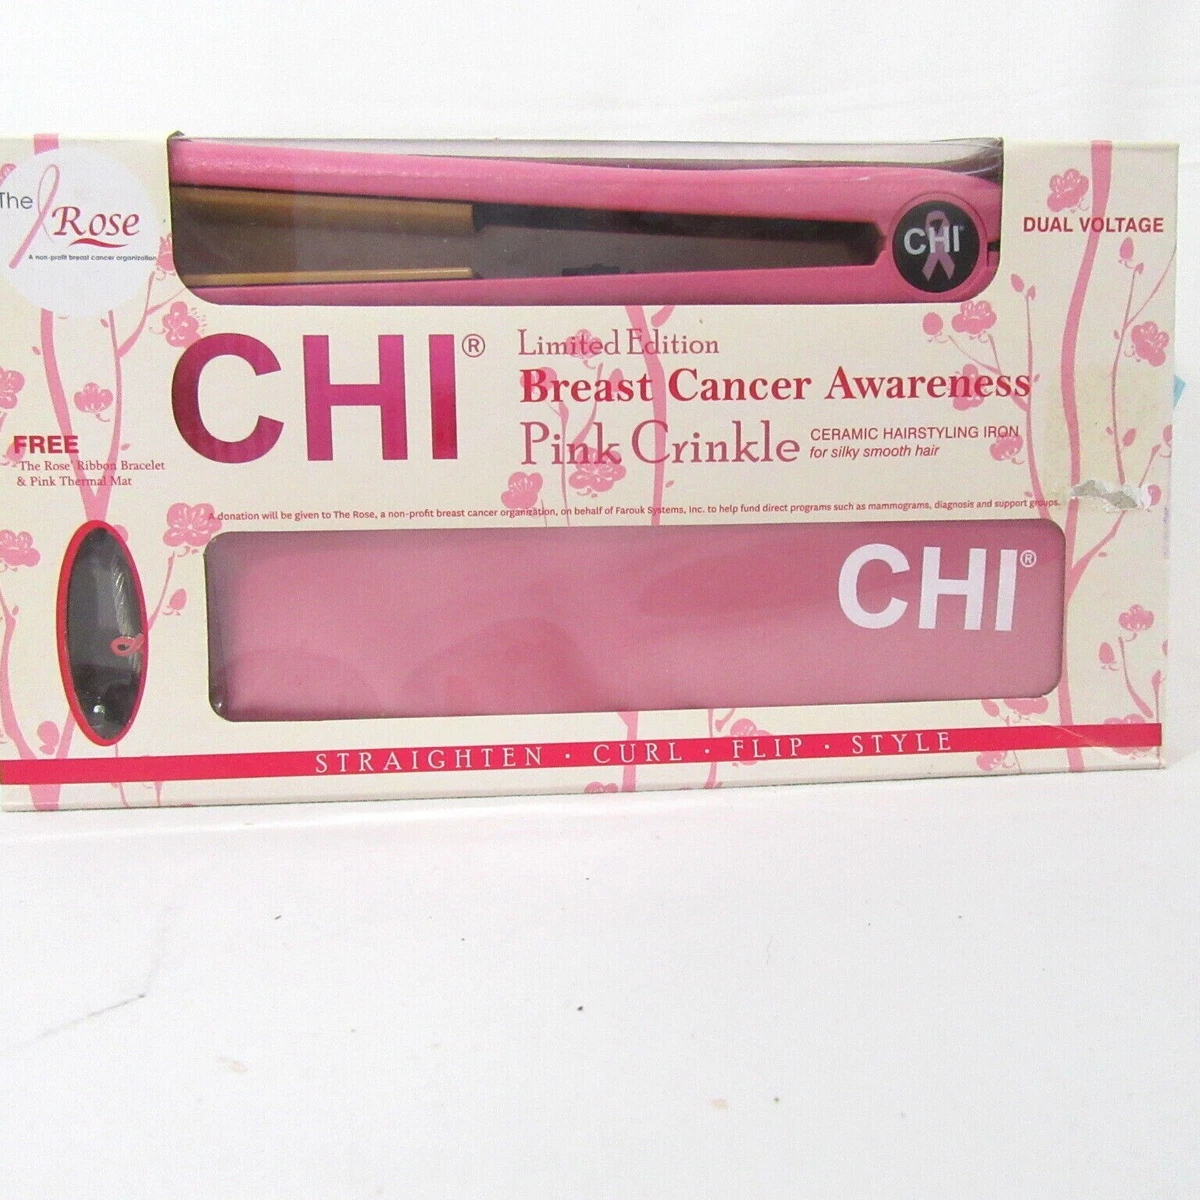 The
Rose
A non-profit breast cancer organization
CHI
DUAL VOLTAGE
CHI®
Limited Edition
Breast Cancer Awareness
Pink Crinkle
CERAMIC HAIRSTYLING IRON
for silky smooth hair
FREE
The Rose Ribbon Bracelet
& Pink Thermal Mat
A donation will be given to The Rose, a non-profit breast cancer organization, on behalf of Farouk Systems, Inc. to help fund direct programs such as mammograms, diagnosis and support groups.
CHI®
STRAIGHTEN · CURL · FLIP · STYLE